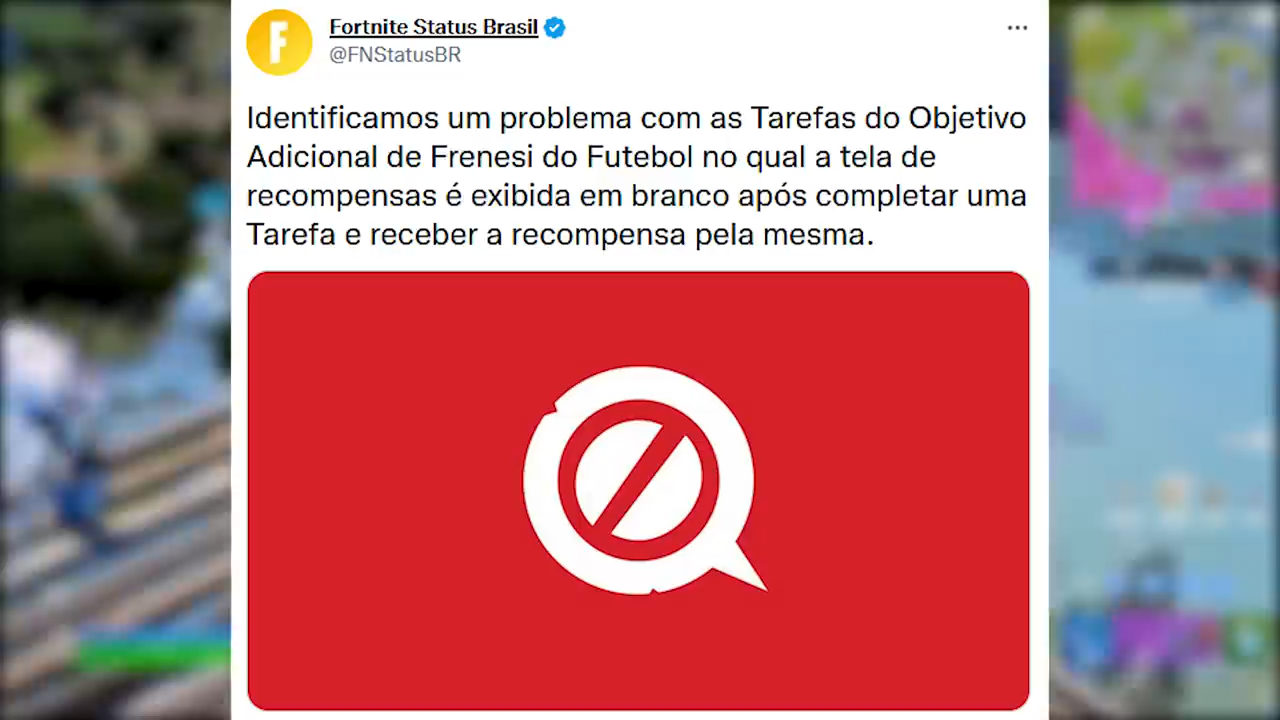 F
Fortnite Status Brasil
@FNStatusBR
Identificamos um problema com as Tarefas do Objetivo
Adicional de Frenesi do Futebol no qual a tela de
recompensas é exibida em branco após completar uma
Tarefa e receber a recompensa pela mesma.